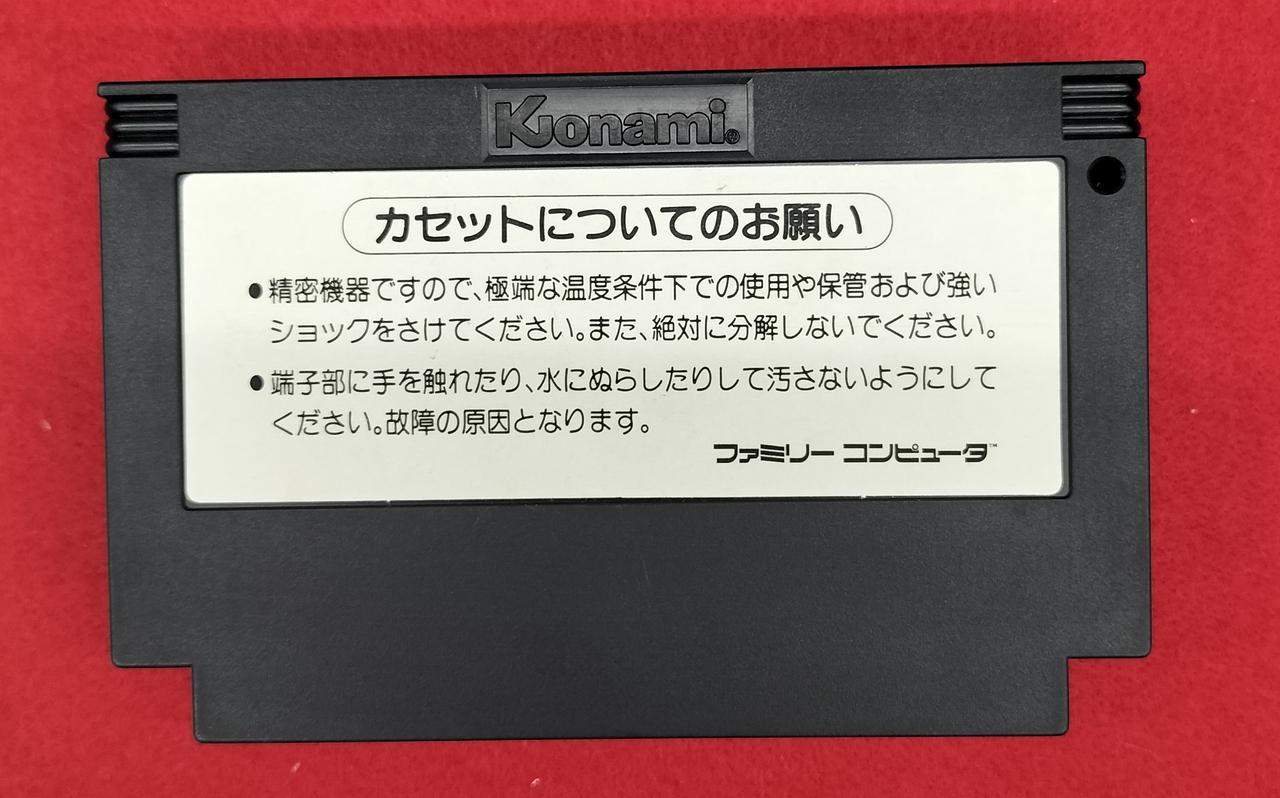 Konami®
カセットについてのお願い
●精密機器ですので、極端な温度条件下での使用や保管および強い
ショックをさけてください。また、絶対に分解しないでください。
●端子部に手を触れたり、水にぬらしたりして汚さないようにして
ください。故障の原因となります。
ファミリー コンピュータ™